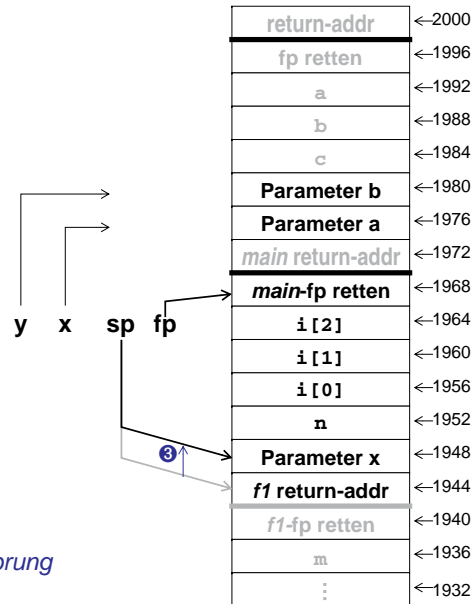 return-addr ←2000
fp retten ←1996
a ←1992
b ←1988
c ←1984
Parameter b ←1980
Parameter a ←1976
main return-addr ←1972
main-fp retten ←1968
y x sp fp
i[2] ←1964
i[1] ←1960
i[0] ←1956
n ←1952
Parameter x ←1948
❸
f1 return-addr ←1944
f1-fp retten ←1940
m ←1936
⋮ ←1932